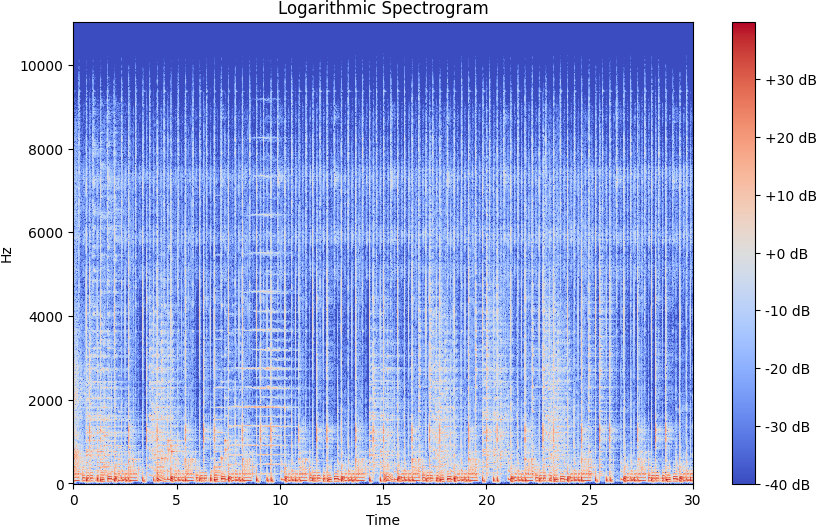 Logarithmic Spectrogram
Hz
10000
8000
6000
4000
2000
0
0 5 10 15 20 25 30
Time
+30 dB
+20 dB
+10 dB
+0 dB
-10 dB
-20 dB
-30 dB
-40 dB